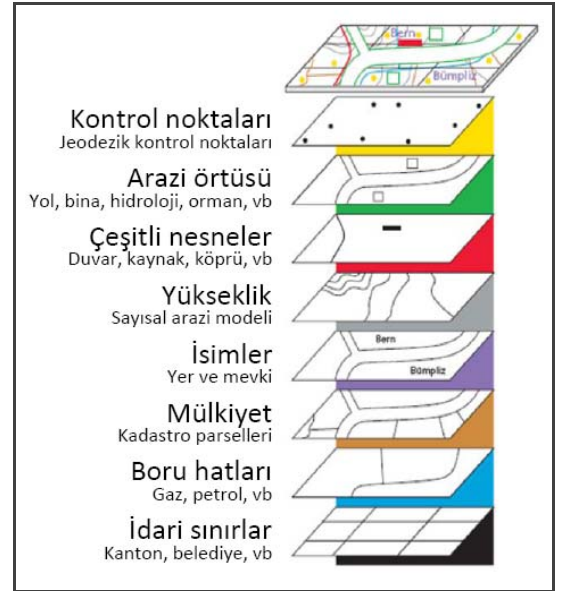 Bern
Bümpliz
Kontrol noktaları
Jeodezik kontrol noktaları
Arazi örtüsü
Yol, bina, hidroloji, orman, vb
Çeşitli nesneler
Duvar, kaynak, köprü, vb
Yükseklik
Sayısal arazi modeli
İsimler
Yer ve mevki
Bern
Bümpliz
Mülkiyet
Kadastro parselleri
Boru hatları
Gaz, petrol, vb
İdari sınırlar
Kanton, belediye, vb